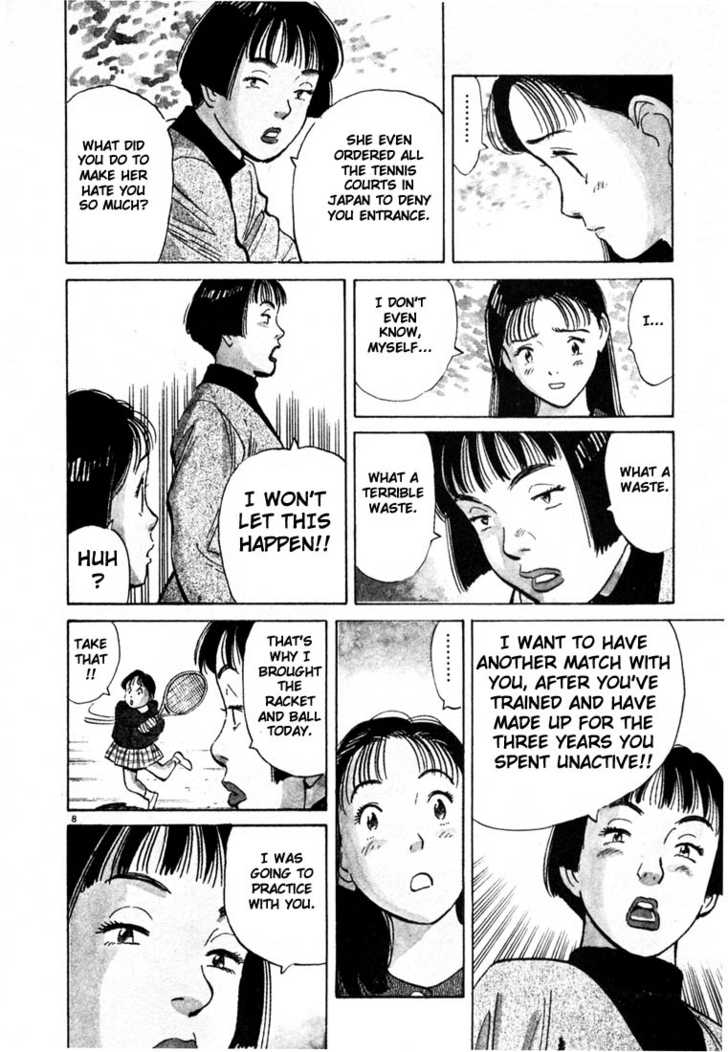 .........
SHE EVEN
ORDERED ALL
THE TENNIS
COURTS IN
JAPAN TO DENY
YOU ENTRANCE.
WHAT DID
YOU DO TO
MAKE HER
HATE YOU
SO MUCH?
I...
I DON'T
EVEN
KNOW,
MYSELF...
WHAT A
WASTE.
WHAT A
TERRIBLE
WASTE.
I WON'T
LET THIS
HAPPEN!!
HUH
?
I WANT TO HAVE
ANOTHER MATCH WITH
YOU, AFTER YOU'VE
TRAINED AND HAVE
MADE UP FOR THE
THREE YEARS YOU
SPENT UNACTIVE!!
......
THAT'S
WHY I
BROUGHT
THE
RACKET
AND BALL
TODAY.
TAKE
THAT
!!
8
I WAS
GOING TO
PRACTICE
WITH YOU.